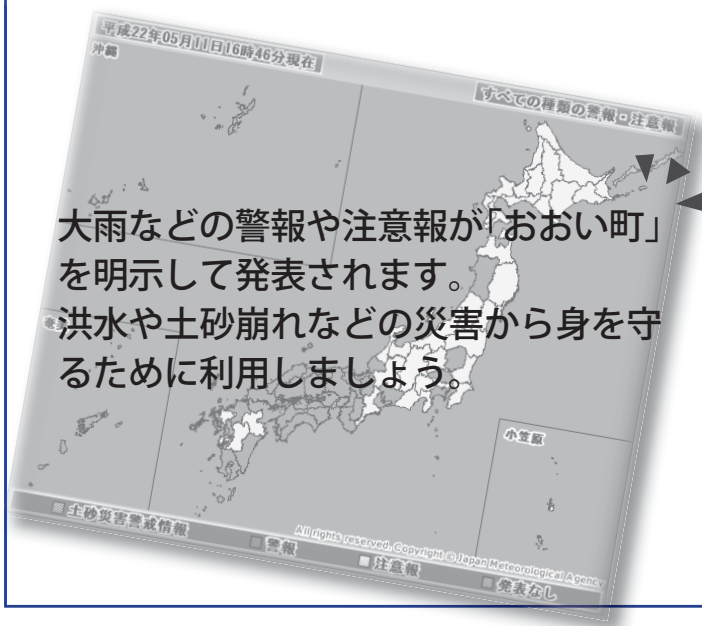 平成22年05月11日16時46分現在
沖縄
すべての種類の警報・注意報
大雨などの警報や注意報が「おおい町」
を明示して発表されます。
洪水や土砂崩れなどの災害から身を守
るために利用しましょう。
小笠原
土砂災害警戒情報
警報
注意報
発表なし
All rights reserved. Copyright © Japan Meteorological Agency